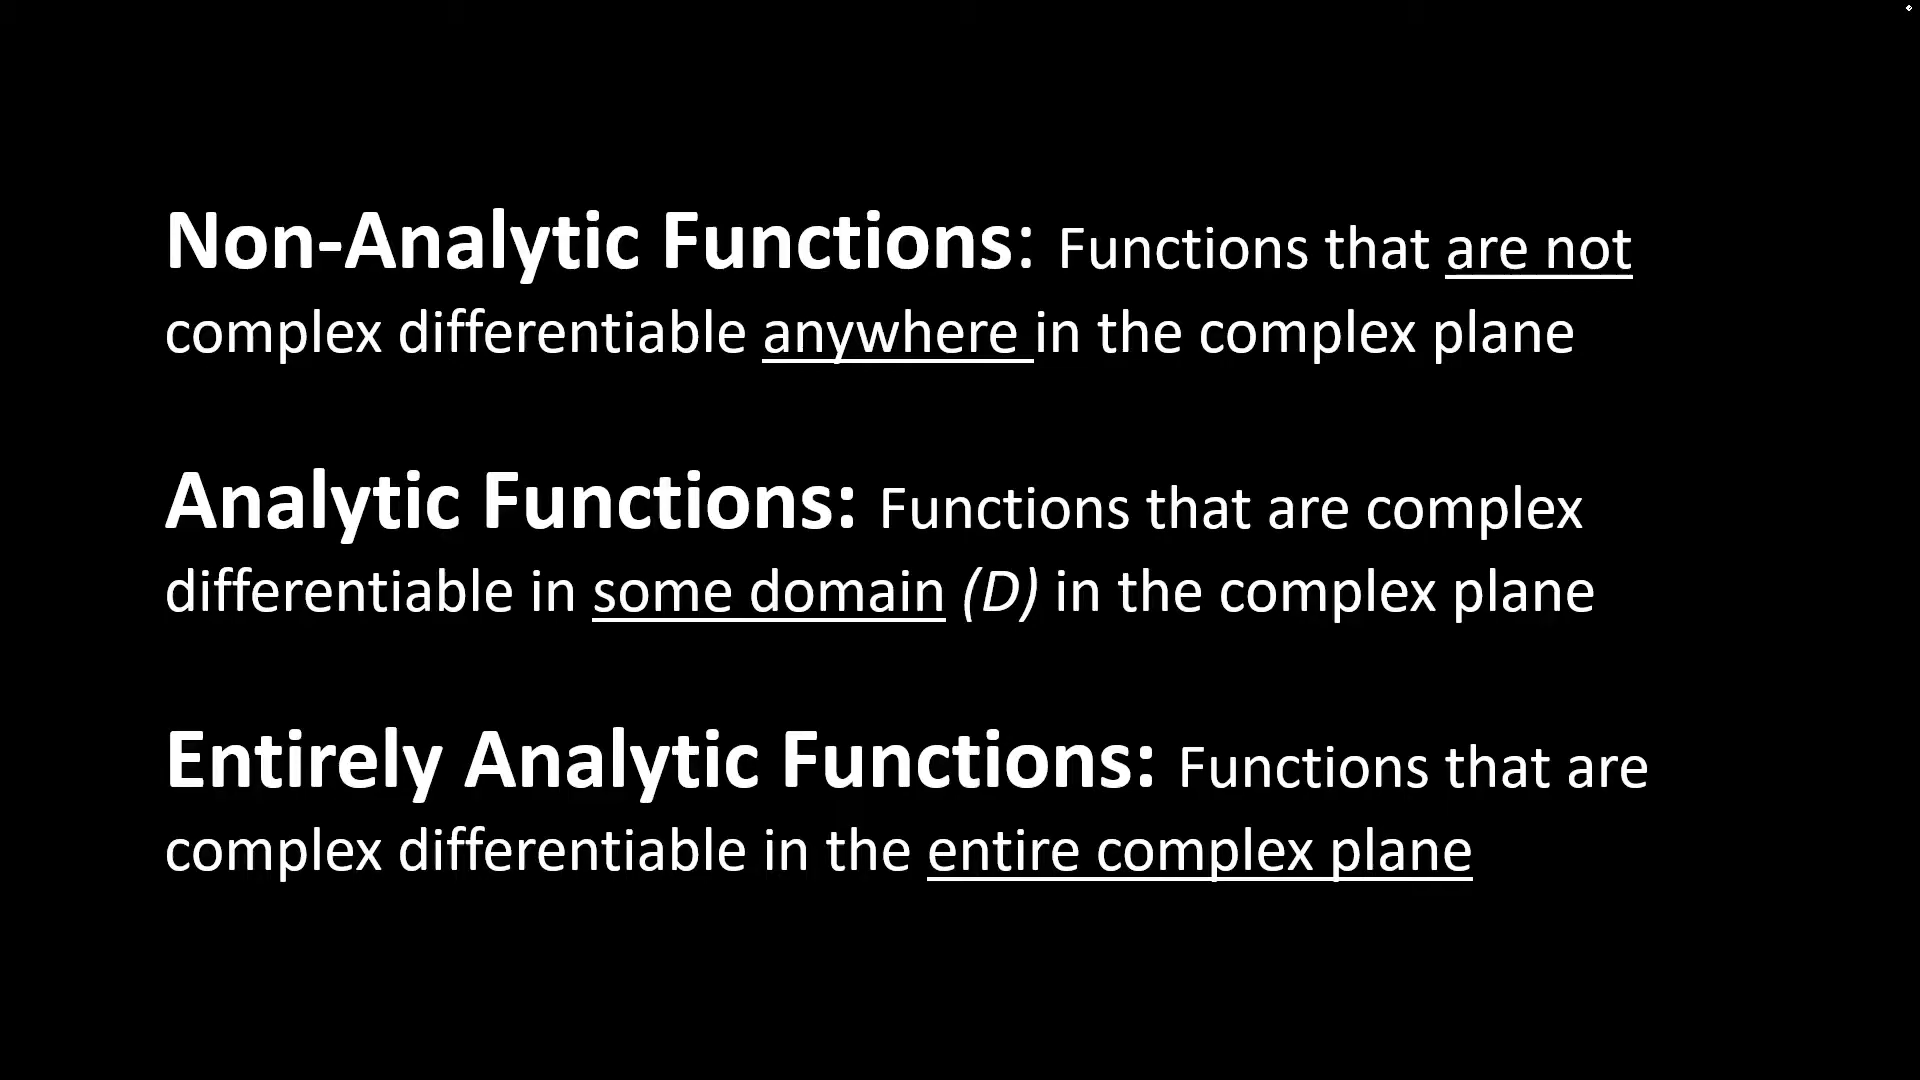 Non-Analytic Functions: Functions that are not
complex differentiable anywhere in the complex plane
Analytic Functions: Functions that are complex
differentiable in some domain (D) in the complex plane
Entirely Analytic Functions: Functions that are
complex differentiable in the entire complex plane